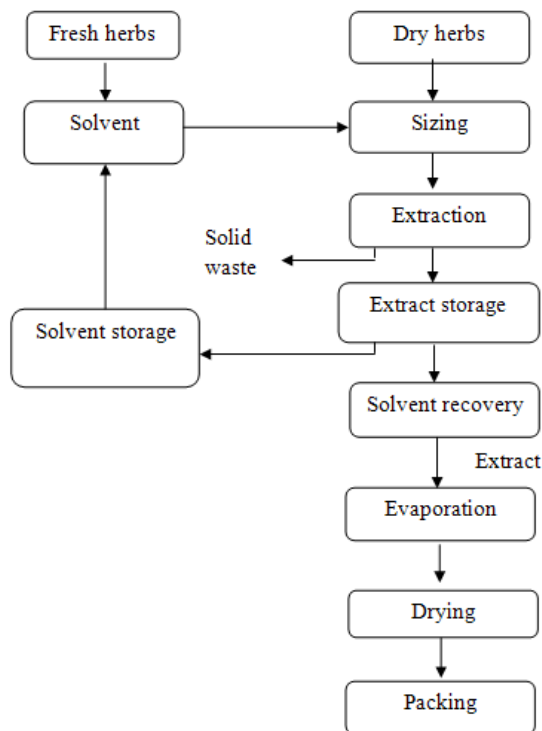 Fresh herbs
Dry herbs
Solvent
Sizing
Extraction
Solid
waste
Extract storage
Solvent storage
Solvent recovery
Extract
Evaporation
Drying
Packing